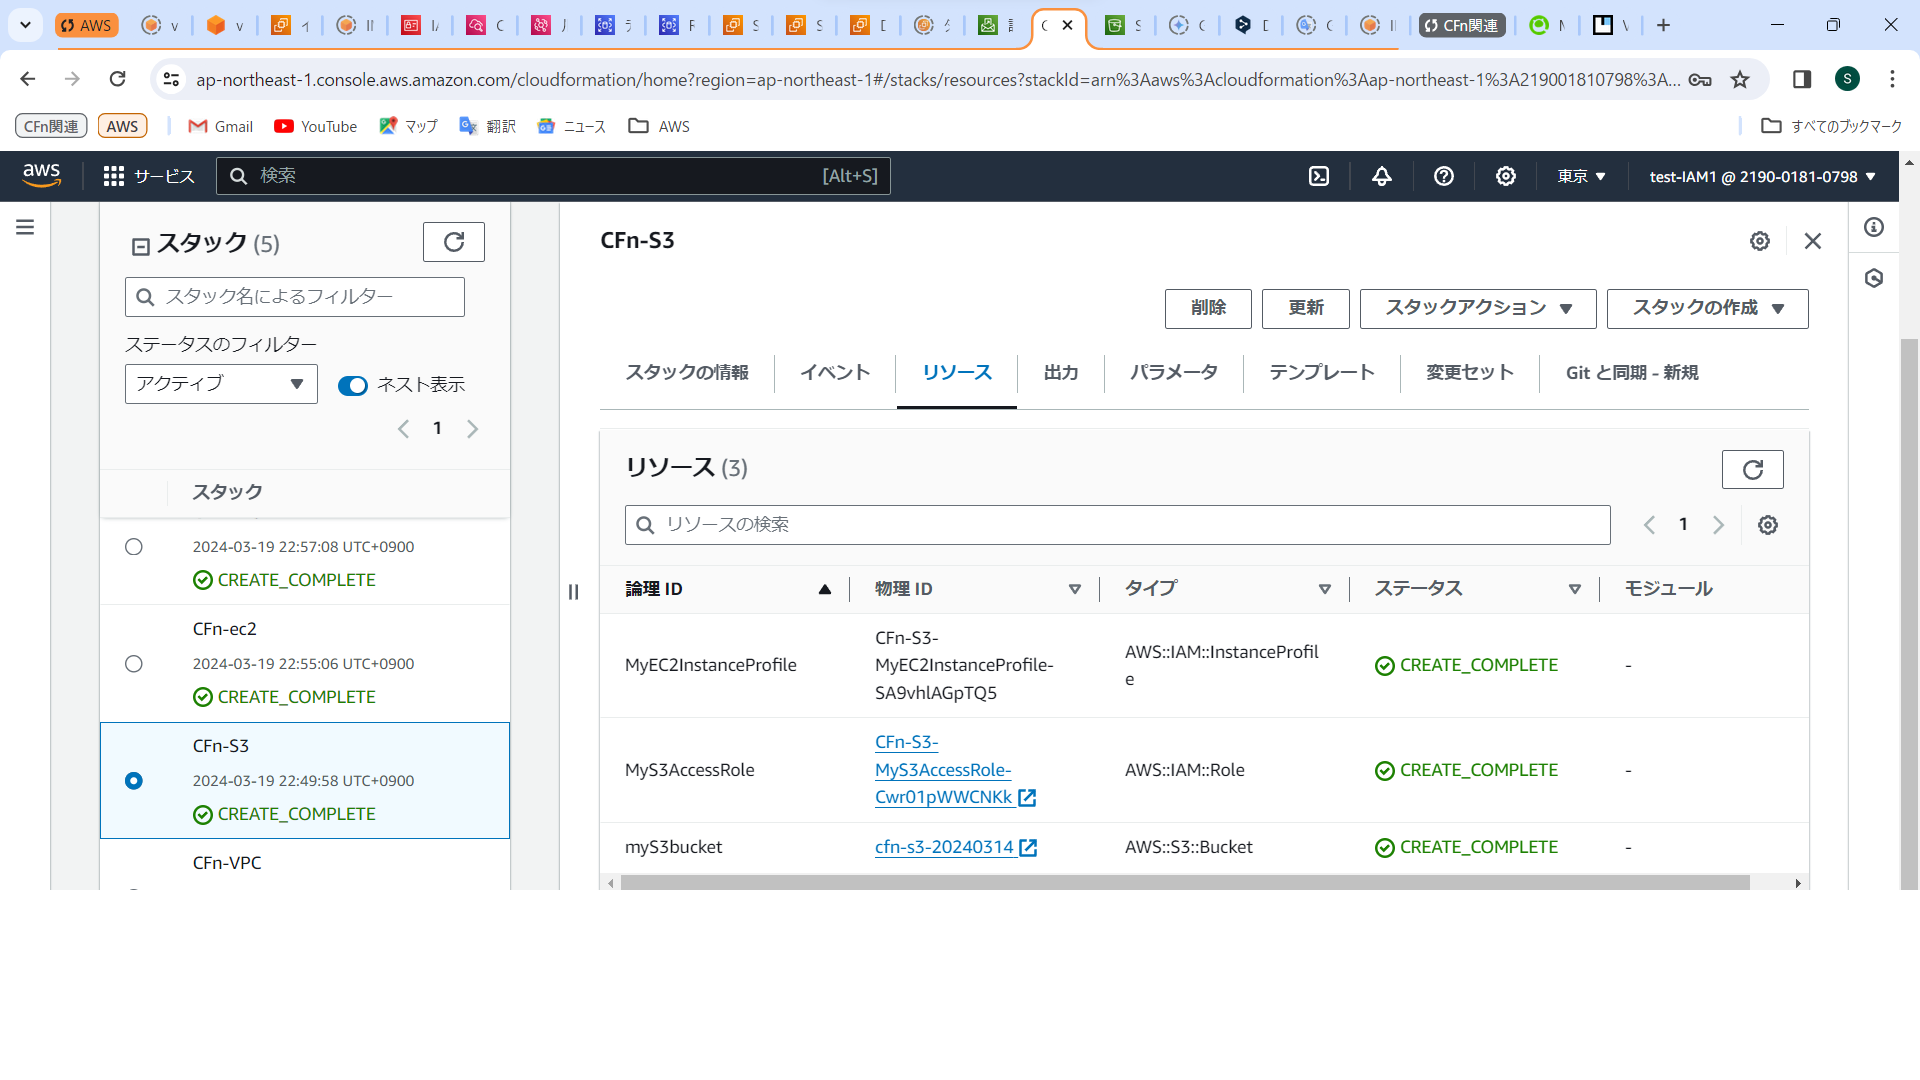 AWS
CFn関連
ap-northeast-1.console.aws.amazon.com/cloudformation/home?region=ap-northeast-1#/stacks/resources?stackId=arn%3Aaws%3Acloudformation%3Aap-northeast-1%3A219001810798%3A...
S
CFn関連
AWS
Gmail
YouTube
マップ
翻訳
ニュース
AWS
すべてのブックマーク
aws
サービス
検索
[Alt+S]
東京
test-IAM1 @ 2190-0181-0798
スタック (5)
スタック名によるフィルター
ステータスのフィルター
アクティブ
ネスト表示
1
スタック
2024-03-19 22:57:08 UTC+0900
CREATE_COMPLETE
CFn-ec2
2024-03-19 22:55:06 UTC+0900
CREATE_COMPLETE
CFn-S3
2024-03-19 22:49:58 UTC+0900
CREATE_COMPLETE
CFn-VPC
CFn-S3
削除
更新
スタックアクション
スタックの作成
スタックの情報
イベント
リソース
出力
パラメータ
テンプレート
変更セット
Git と同期 - 新規
リソース (3)
リソースの検索
1
論理 ID
物理 ID
タイプ
ステータス
モジュール
MyEC2InstanceProfile
CFn-S3-
MyEC2InstanceProfile-
SA9vhlAGpTQ5
AWS::IAM::InstanceProfil
e
CREATE_COMPLETE
-
MyS3AccessRole
CFn-S3-
MyS3AccessRole-
Cwr01pWWCNKk
AWS::IAM::Role
CREATE_COMPLETE
-
myS3bucket
cfn-s3-20240314
AWS::S3::Bucket
CREATE_COMPLETE
-